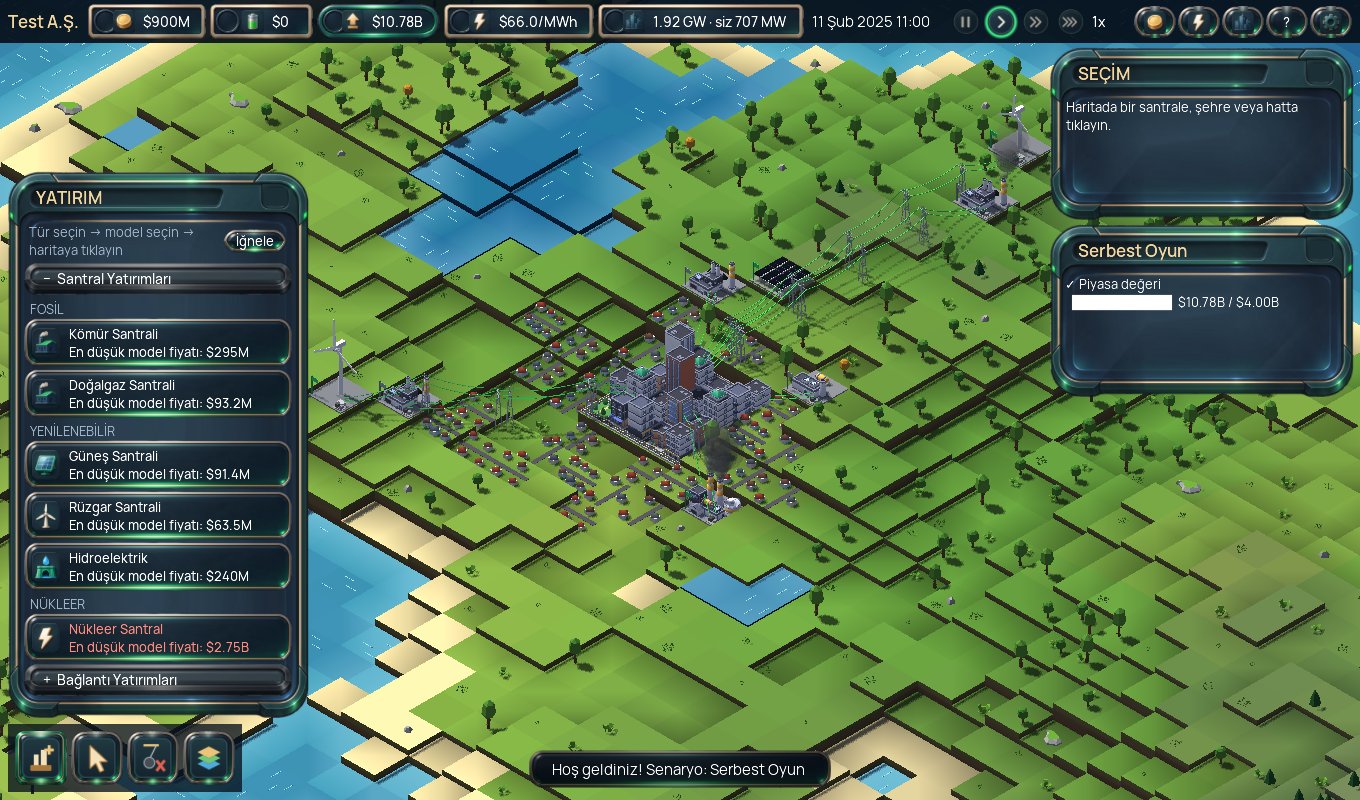 Test A.Ş.
$900M
$0
$10.78B
$66.0/MWh
1.92 GW · siz 707 MW
11 Şub 2025 11:00
1x
?
SEÇİM
Haritada bir santrale, şehre veya hatta
tıklayın.
YATIRIM
Tür seçin → model seçin →
haritaya tıklayın
İğnele
− Santral Yatırımları
FOSİL
Kömür Santrali
En düşük model fiyatı: $295M
Doğalgaz Santrali
En düşük model fiyatı: $93.2M
YENİLENEBİLİR
Güneş Santrali
En düşük model fiyatı: $91.4M
Rüzgar Santrali
En düşük model fiyatı: $63.5M
Hidroelektrik
En düşük model fiyatı: $240M
NÜKLEER
Nükleer Santral
En düşük model fiyatı: $2.75B
+ Bağlantı Yatırımları
Serbest Oyun
✓ Piyasa değeri
$10.78B / $4.00B
Hoş geldiniz! Senaryo: Serbest Oyun